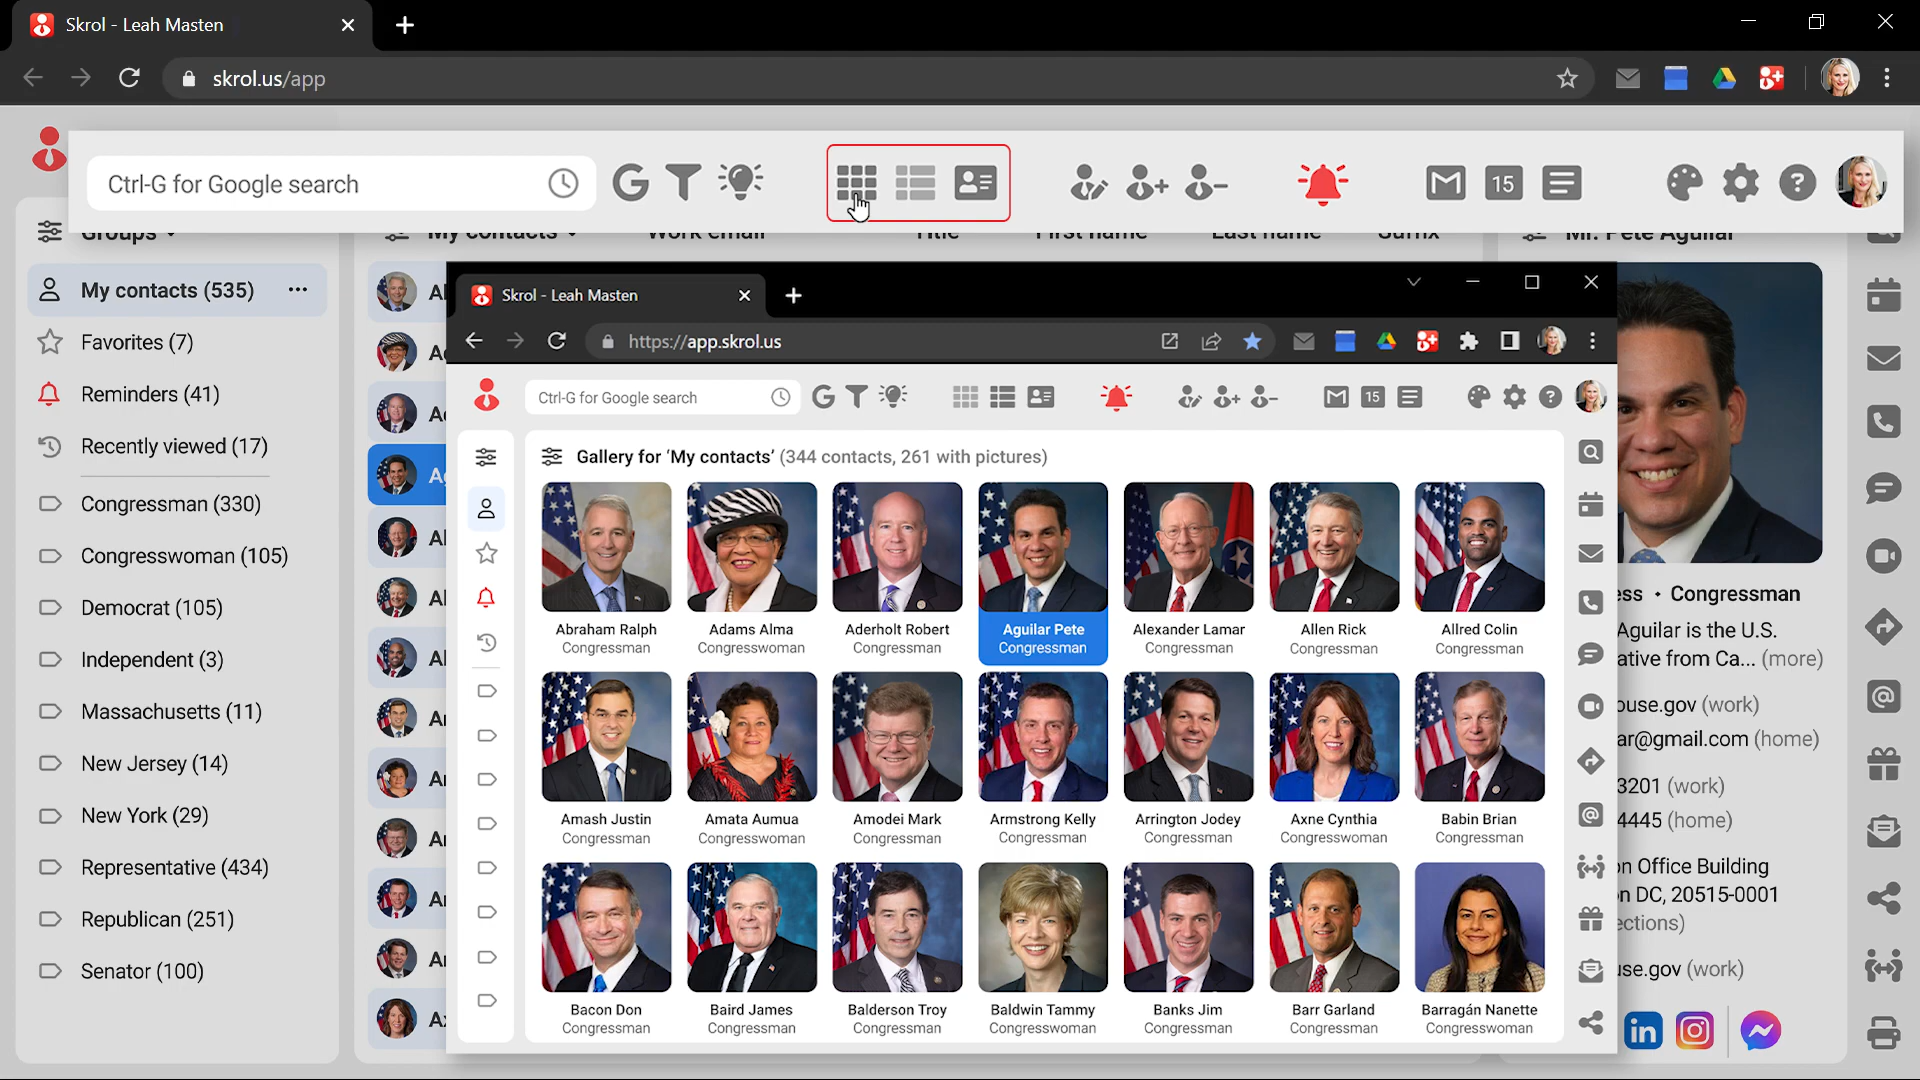 Skrol - Leah Masten
skrol.us/app
Ctrl-G for Google search
15
Groups
My contacts
Work email
Title
First name
Last name
Suffix
Mr. Pete Aguilar
My contacts (535)
Favorites (7)
Reminders (41)
Recently viewed (17)
Congressman (330)
Congresswoman (105)
Democrat (105)
Independent (3)
Massachusetts (11)
New Jersey (14)
New York (29)
Representative (434)
Republican (251)
Senator (100)
Skrol - Leah Masten
https://app.skrol.us
Ctrl-G for Google search
15
Gallery for 'My contacts' (344 contacts, 261 with pictures)
Abraham Ralph
Congressman
Adams Alma
Congresswoman
Aderholt Robert
Congressman
Aguilar Pete
Congressman
Alexander Lamar
Congressman
Allen Rick
Congressman
Allred Colin
Congressman
Amash Justin
Congressman
Amata Aumua
Congresswoman
Amodei Mark
Congressman
Armstrong Kelly
Congressman
Arrington Jodey
Congressman
Axne Cynthia
Congresswoman
Babin Brian
Congressman
Bacon Don
Congressman
Baird James
Congressman
Balderson Troy
Congressman
Baldwin Tammy
Congresswoman
Banks Jim
Congressman
Barr Garland
Congressman
Barragán Nanette
Congresswoman
ess • Congressman
Aguilar is the U.S.
ative from Ca... (more)
ouse.gov (work)
ar@gmail.com (home)
3201 (work)
4445 (home)
on Office Building
n DC, 20515-0001
ections)
use.gov (work)